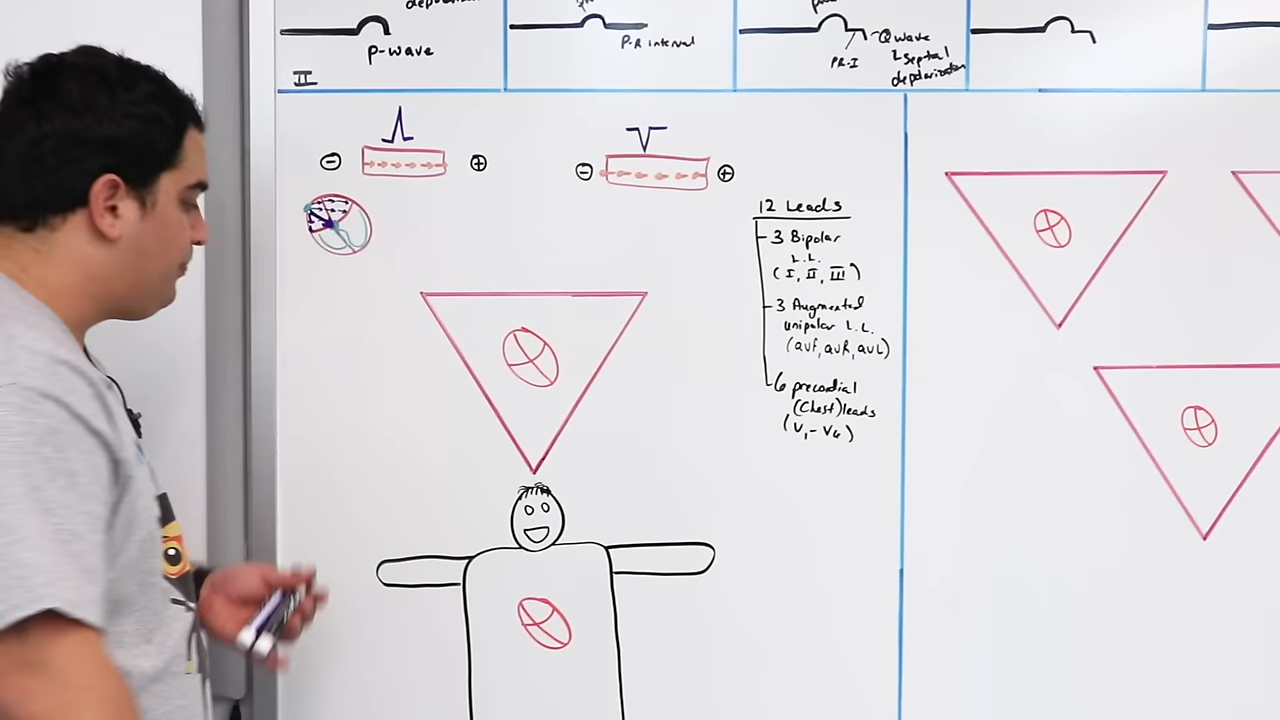 P-wave
II
P-R interval
PR-I
Q wave
↳ septal
depolarization
⊖ ⊕
⊖ ⊕
12 Leads
3 Bipolar
L.L.
(I, II, III)
3 Augmented
unipolar L.L.
(aVF, aVR, aVL)
6 precordial
(Chest) leads
(V₁ - V₆)